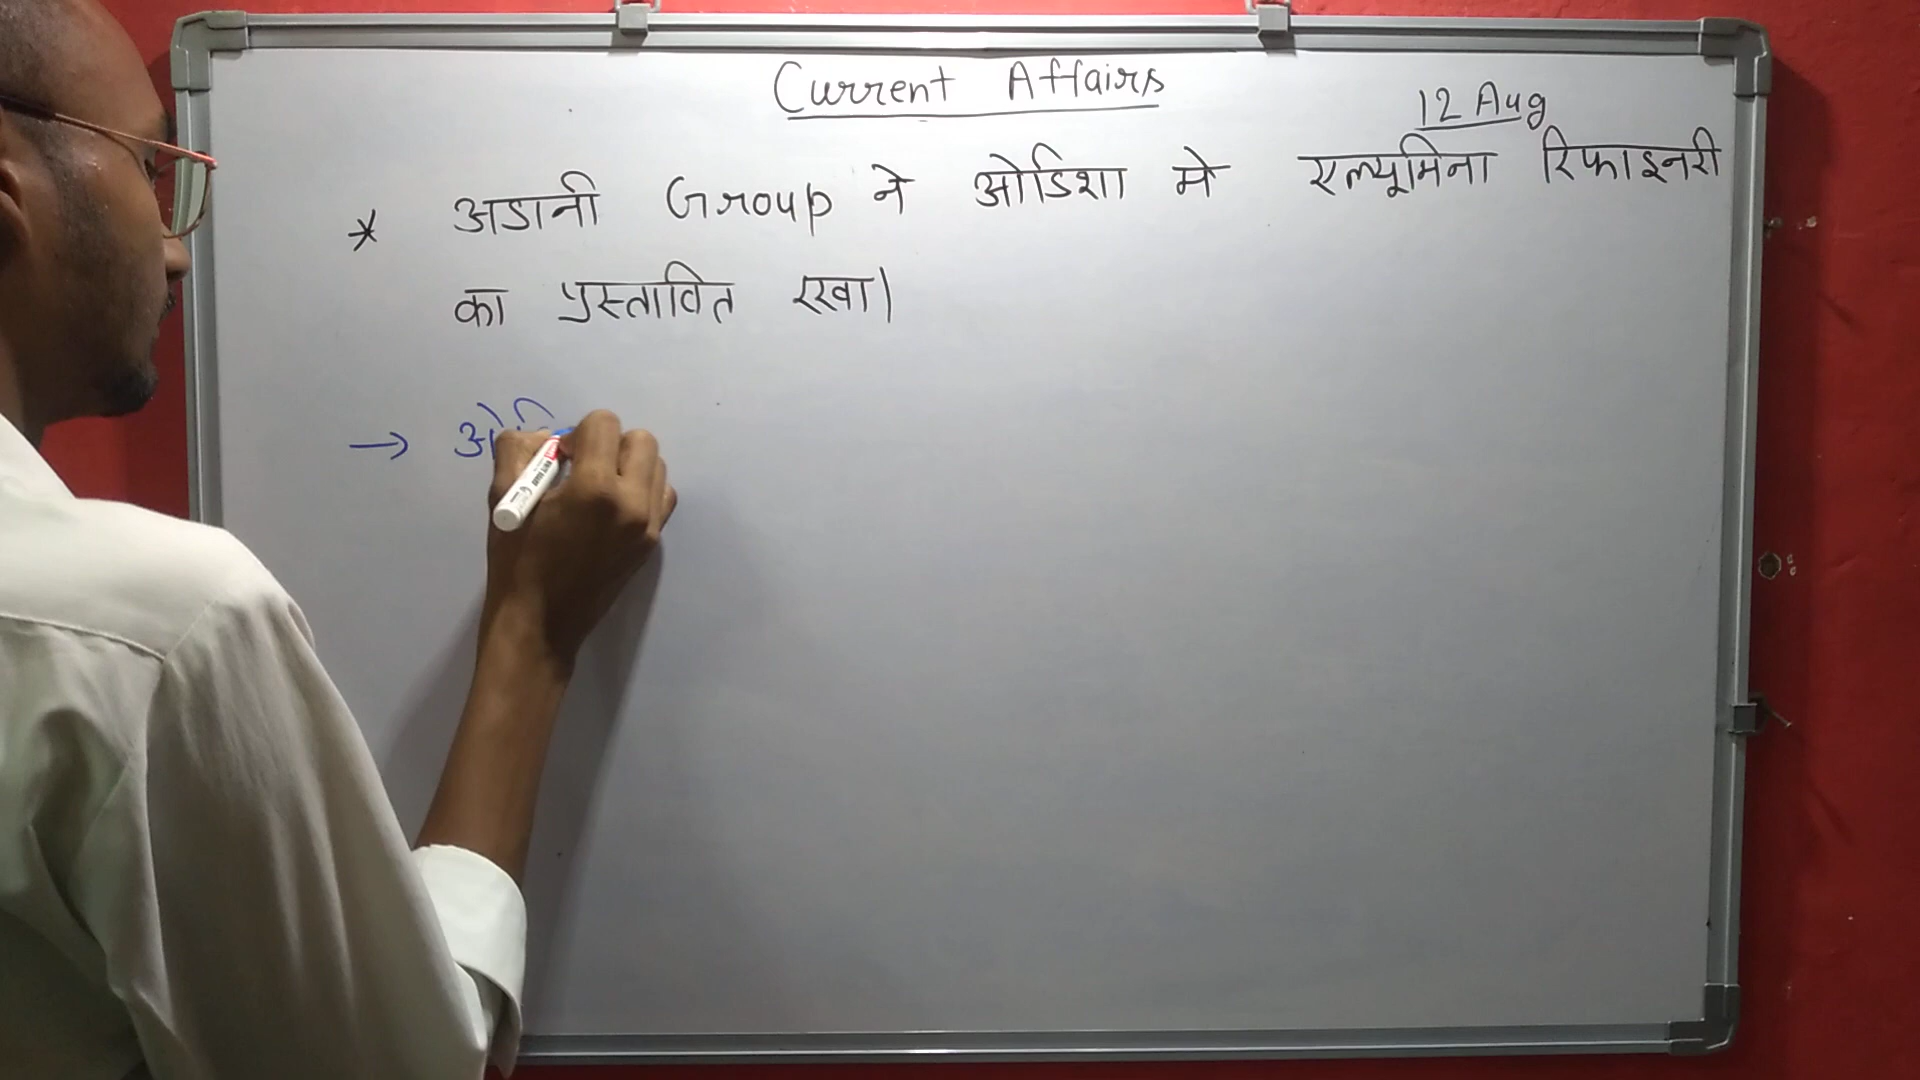 Current Affairs
12 Aug
* अडानी Group ने ओडिशा मे एल्यूमिना रिफाइनरी
का प्रस्तावित रखा।
→